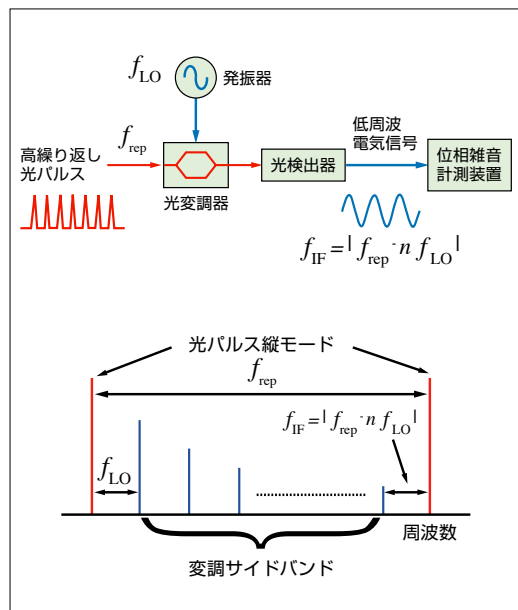 f_LO
発振器
f_rep
高繰り返し
光パルス
光変調器
光検出器
低周波
電気信号
位相雑音
計測装置
f_IF=| f_rep - n f_LO |
光パルス縦モード
f_rep
f_IF=| f_rep - n f_LO |
f_LO
周波数
変調サイドバンド